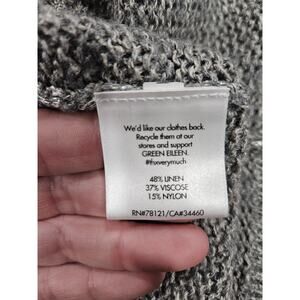 We'd like our clothes back.
Recycle them at our
stores and support
GREEN EILEEN.
#thxverymuch
48% LINEN
37% VISCOSE
15% NYLON
RN#78121/CA#34460